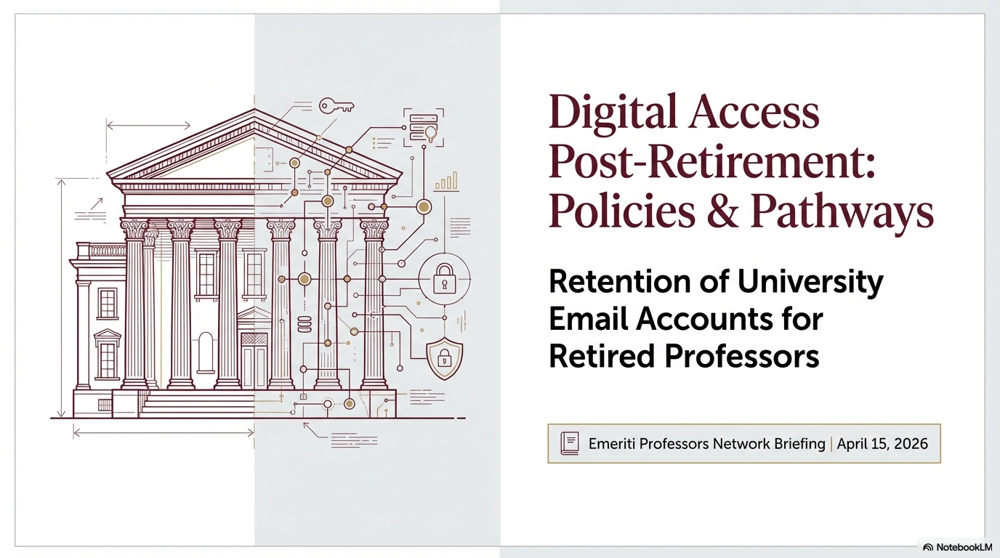 Digital Access
Post-Retirement:
Policies & Pathways
Retention of University
Email Accounts for
Retired Professors
Emeriti Professors Network Briefing | April 15, 2026
NotebookLM